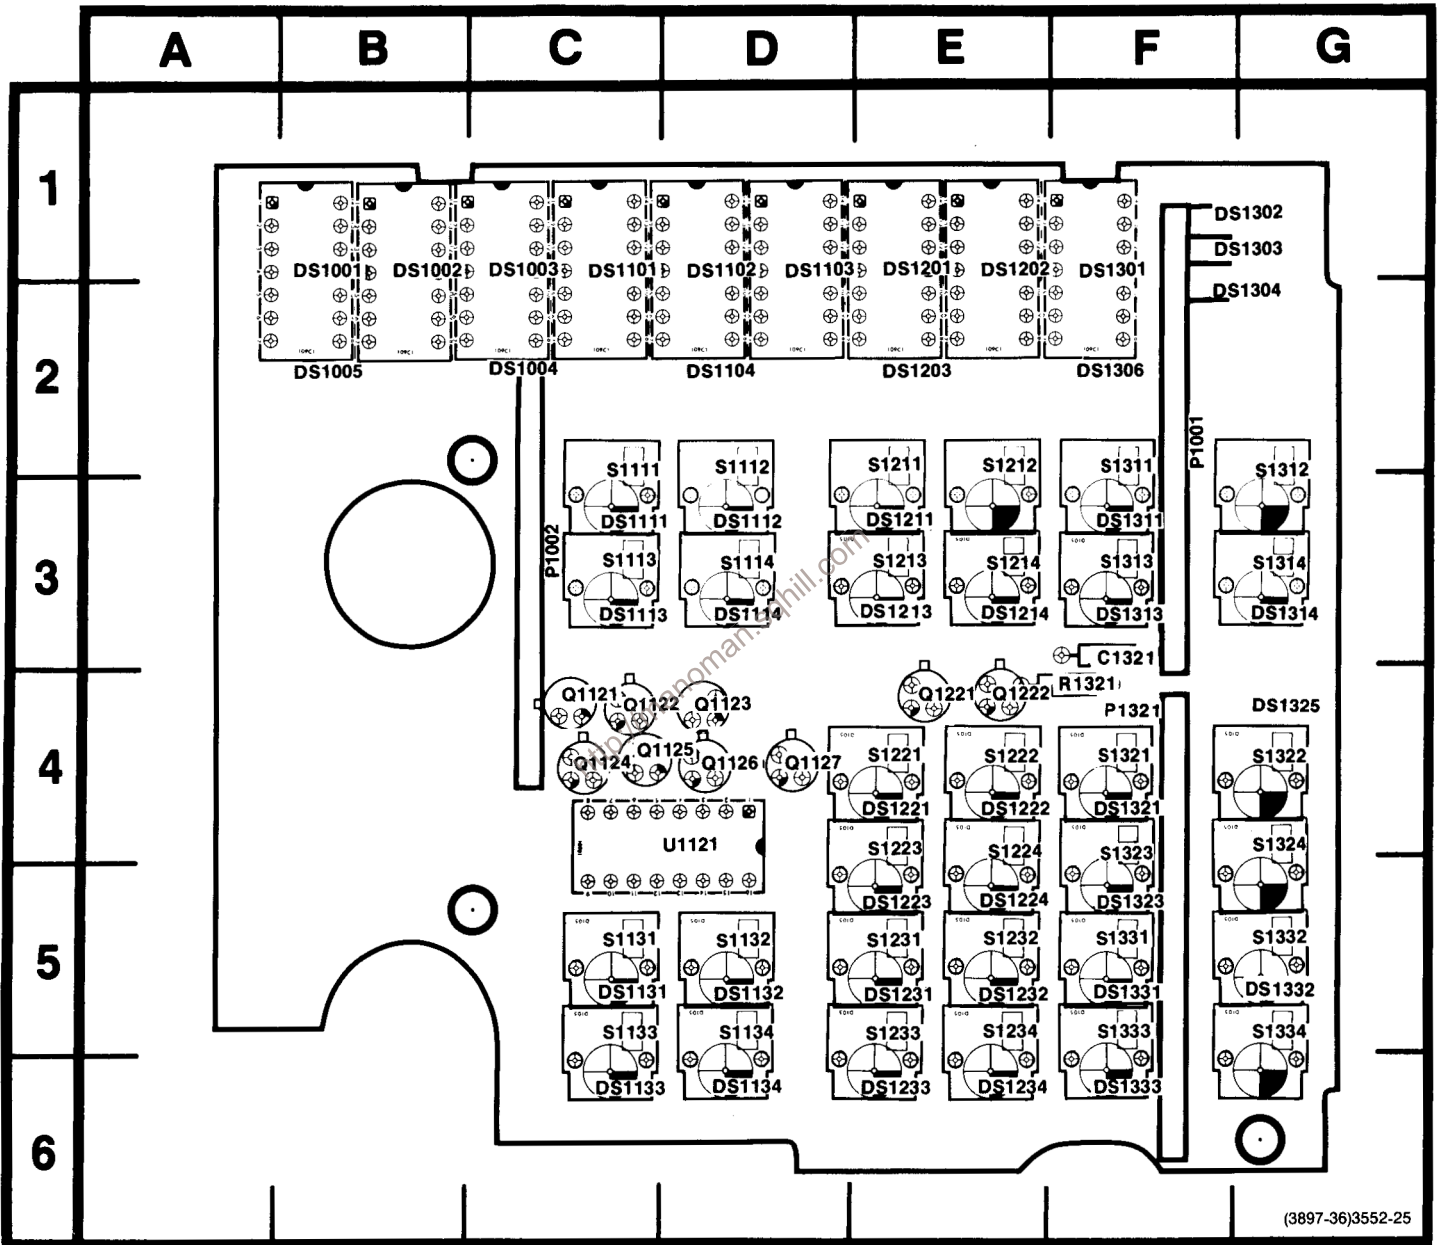 A B C D E F G
1
DS1302
DS1303
DS1001 DS1002 DS1003 DS1101 DS1102 DS1103 DS1201 DS1202 DS1301
DS1304
2
DS1005 DS1004 DS1104 DS1203 DS1306
P1001
S1111 S1112 S1211 S1212 S1311 S1312
DS1111 DS1112 DS1211 DS1311
P1002
3
S1113 S1114 S1213 S1214 S1313 S1314
DS1113 DS1114 DS1213 DS1214 DS1313 DS1314
C1321
R1321
Q1121 Q1122 Q1123 Q1221 Q1222
P1321 DS1325
4
Q1124 Q1125 Q1126 Q1127 S1221 S1222 S1321 S1322
DS1221 DS1222 DS1321
U1121 S1223 S1224 S1323 S1324
DS1223 DS1224 DS1323
5
S1131 S1132 S1231 S1232 S1331 S1332
DS1131 DS1132 DS1231 DS1232 DS1331 DS1332
S1133 S1134 S1233 S1234 S1333 S1334
DS1133 DS1134 DS1233 DS1234 DS1333
6
(3897-36)3552-25